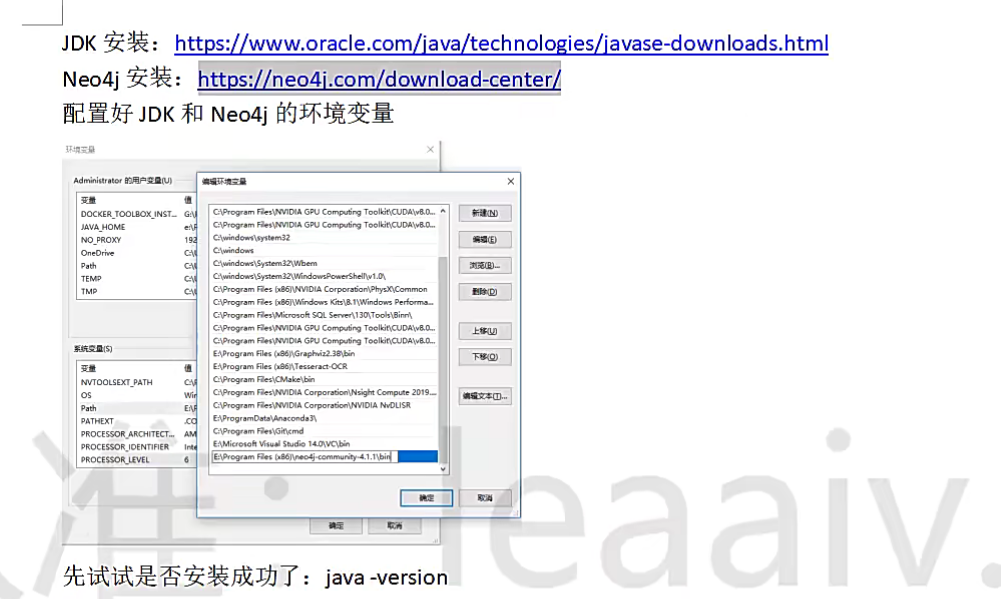 JDK 安装：https://www.oracle.com/java/technologies/javase-downloads.html
Neo4j 安装：https://neo4j.com/download-center/
配置好 JDK 和 Neo4j 的环境变量
环境变量
Administrator 的用户变量(U)
变量 值
DOCKER_TOOLBOX_INST... G:\
JAVA_HOME e:\
NO_PROXY 192
OneDrive C:\
Path C:\
TEMP C:\
TMP C:\
系统变量(S)
变量 值
NVTOOLSEXT_PATH C:\
OS Win
Path E:\
PATHEXT .CO
PROCESSOR_ARCHITECT... AM
PROCESSOR_IDENTIFIER Inte
PROCESSOR_LEVEL 6
确定 取消
编辑环境变量
C:\Program Files\NVIDIA GPU Computing Toolkit\CUDA\v8.0...
C:\Program Files\NVIDIA GPU Computing Toolkit\CUDA\v8.0...
C:\windows\system32
C:\windows
C:\windows\System32\Wbem
C:\windows\System32\WindowsPowerShell\v1.0\
C:\Program Files (x86)\NVIDIA Corporation\PhysX\Common
C:\Program Files (x86)\Windows Kits\8.1\Windows Performa...
C:\Program Files\Microsoft SQL Server\130\Tools\Binn\
C:\Program Files\NVIDIA GPU Computing Toolkit\CUDA\v8.0...
C:\Program Files\NVIDIA GPU Computing Toolkit\CUDA\v8.0...
E:\Program Files (x86)\Graphviz2.38\bin
E:\Program Files (x86)\Tesseract-OCR
C:\Program Files\CMake\bin
C:\Program Files\NVIDIA Corporation\Nsight Compute 2019...
C:\Program Files\NVIDIA Corporation\NVIDIA NvDLISR
E:\ProgramData\Anaconda3\
C:\Program Files\Git\cmd
E:\Microsoft Visual Studio 14.0\VC\bin
E:\Program Files (x86)\neo4j-community-4.1.1\bin
新建(N)
编辑(E)
浏览(B)...
删除(D)
上移(U)
下移(O)
编辑文本(T)...
确定 取消
准：leaaiv.
先试试是否安装成功了：java -version